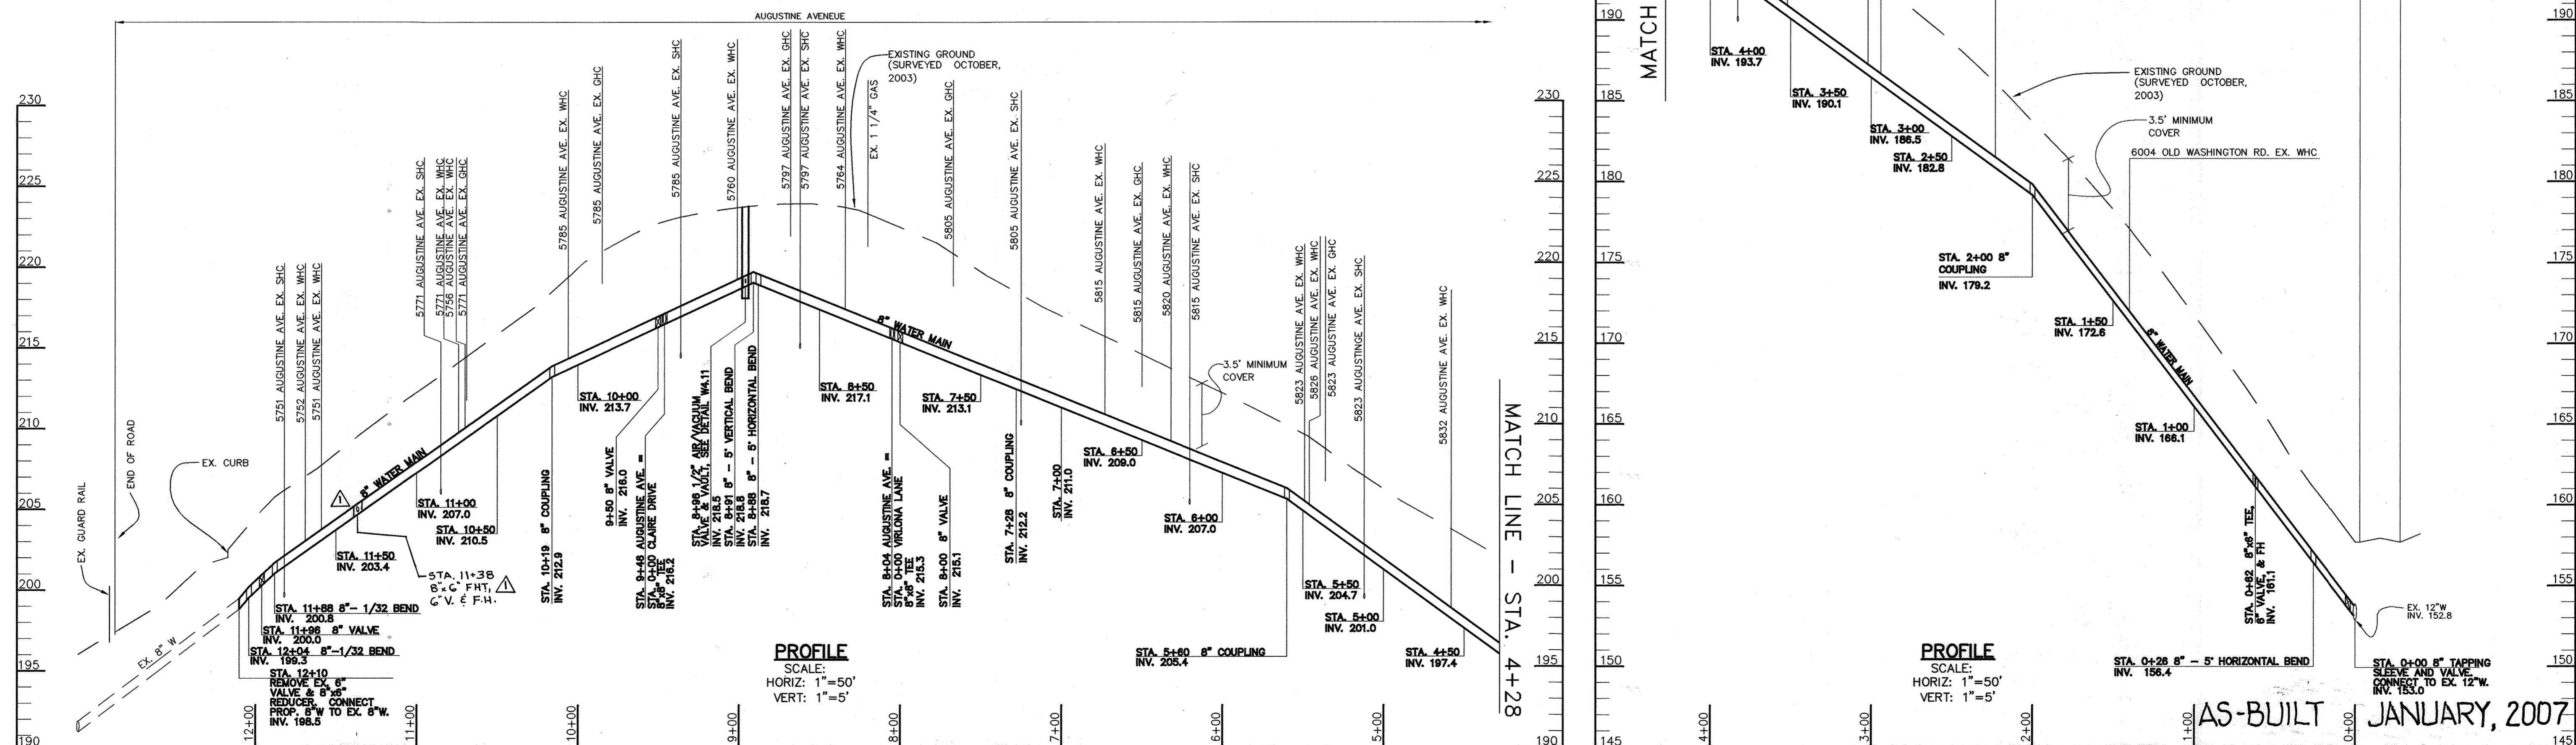 AUGUSTINE AVENEUE
EXISTING GROUND
(SURVEYED OCTOBER,
2003)
EX. GUARD RAIL
END OF ROAD
EX. CURB
5751 AUGUSTINE AVE. EX. SHC
5752 AUGUSTINE AVE. EX. WHC
5751 AUGUSTINE AVE. EX. WHC
5771 AUGUSTINE AVE. EX. SHC
5771 AUGUSTINE AVE. EX. WHC
5756 AUGUSTINE AVE. EX. WHC
5771 AUGUSTINE AVE. EX. GHC
5785 AUGUSTINE AVE. EX. WHC
5785 AUGUSTINE AVE. EX. GHC
5785 AUGUSTINE AVE. EX. SHC
5760 AUGUSTINE AVE. EX. WHC
5797 AUGUSTINE AVE. EX. GHC
5797 AUGUSTINE AVE. EX. SHC
5764 AUGUSTINE AVE. EX. WHC
EX. 1 1/4" GAS
5805 AUGUSTINE AVE. EX. GHC
5805 AUGUSTINE AVE. EX. SHC
5815 AUGUSTINE AVE. EX. WHC
5815 AUGUSTINE AVE. EX. GHC
5820 AUGUSTINE AVE. EX. WHC
5815 AUGUSTINE AVE. EX. SHC
5823 AUGUSTINE AVE. EX. WHC
5826 AUGUSTINE AVE. EX. WHC
5823 AUGUSTINE AVE. EX. GHC
5823 AUGUSTINGE AVE. EX. SHC
5832 AUGUSTINE AVE. EX. WHC
230
225
220
215
210
205
200
195
190
8" WATER MAIN
8" WATER MAIN
3.5' MINIMUM
COVER
EX. 8" W
STA. 12+10
REMOVE EX. 6"
VALVE & 8"x6"
REDUCER, CONNECT
PROP. 8"W TO EX. 8"W.
INV. 198.5
STA. 12+04 8"-1/32 BEND
INV. 199.3
STA. 11+96 8" VALVE
INV. 200.0
STA. 11+88 8"- 1/32 BEND
INV. 200.8
STA. 11+50
INV. 203.4
STA. 11+38
8"x6" FHT,
6" V. & F.H.
1
1
STA. 11+00
INV. 207.0
STA. 10+50
INV. 210.5
STA. 10+19 8" COUPLING
INV. 212.9
STA. 10+00
INV. 213.7
9+50 8" VALVE
INV. 216.0
STA. 9+48 AUGUSTINE AVE. =
STA. 0+00 CLAIRE DRIVE
8"x8" TEE
INV. 216.2
STA. 8+96 1/2" AIR/VACUUM
VALVE & VAULT, SEE DETAIL W4.11
INV. 218.5
STA. 8+91 8" - 5° VERTICAL BEND
INV. 218.8
STA. 8+88 8" - 5° HORIZONTAL BEND
INV. 218.7
STA. 8+50
INV. 217.1
STA. 8+04 AUGUSTINE AVE. =
STA. 0+00 VIRLONA LANE
8"x8" TEE
INV. 215.3
STA. 8+00 8" VALVE
INV. 215.1
STA. 7+50
INV. 213.1
STA. 7+28 8" COUPLING
INV. 212.2
STA. 7+00
INV. 211.0
STA. 6+50
INV. 209.0
STA. 6+00
INV. 207.0
STA. 5+60 8" COUPLING
INV. 205.4
STA. 5+50
INV. 204.7
STA. 5+00
INV. 201.0
STA. 4+50
INV. 197.4
MATCH LINE - STA. 4+28
PROFILE
SCALE:
HORIZ: 1"=50'
VERT: 1"=5'
12+00
11+00
10+00
9+00
8+00
7+00
6+00
5+00
230
225
220
215
210
205
200
195
190
190
185
180
175
170
165
160
155
150
145
MATCH
STA. 4+00
INV. 193.7
STA. 3+50
INV. 190.1
STA. 3+00
INV. 186.5
STA. 2+50
INV. 182.8
STA. 2+00 8"
COUPLING
INV. 179.2
STA. 1+50
INV. 172.6
STA. 1+00
INV. 166.1
STA. 0+62 8"x6" TEE,
6" VALVE, & FH
INV. 161.1
STA. 0+26 8" - 5° HORIZONTAL BEND
INV. 156.4
STA. 0+00 8" TAPPING
SLEEVE AND VALVE,
CONNECT TO EX. 12"W.
INV. 153.0
EX. 12"W
INV. 152.8
8" WATER MAIN
EXISTING GROUND
(SURVEYED OCTOBER,
2003)
3.5' MINIMUM
COVER
6004 OLD WASHINGTON RD. EX. WHC
PROFILE
SCALE:
HORIZ: 1"=50'
VERT: 1"=5'
4+00
3+00
2+00
1+00
0+00
190
185
180
175
170
165
160
155
150
145
AS-BUILT JANUARY, 2007